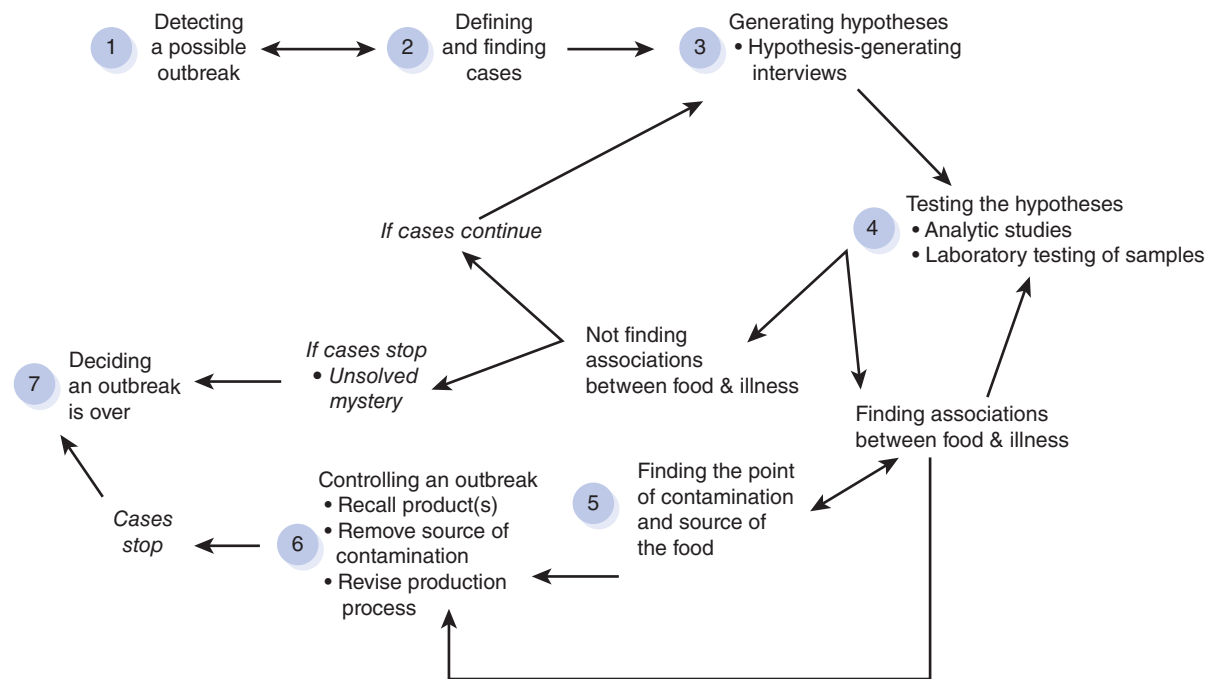 1
Detecting
a possible
outbreak
2
Defining
and finding
cases
3
Generating hypotheses
• Hypothesis-generating
interviews
4
Testing the hypotheses
• Analytic studies
• Laboratory testing of samples
If cases continue
Not finding
associations
between food & illness
If cases stop
• Unsolved
mystery
7
Deciding
an outbreak
is over
Finding associations
between food & illness
5
Finding the point
of contamination
and source of
the food
6
Controlling an outbreak
• Recall product(s)
• Remove source of
contamination
• Revise production
process
Cases
stop